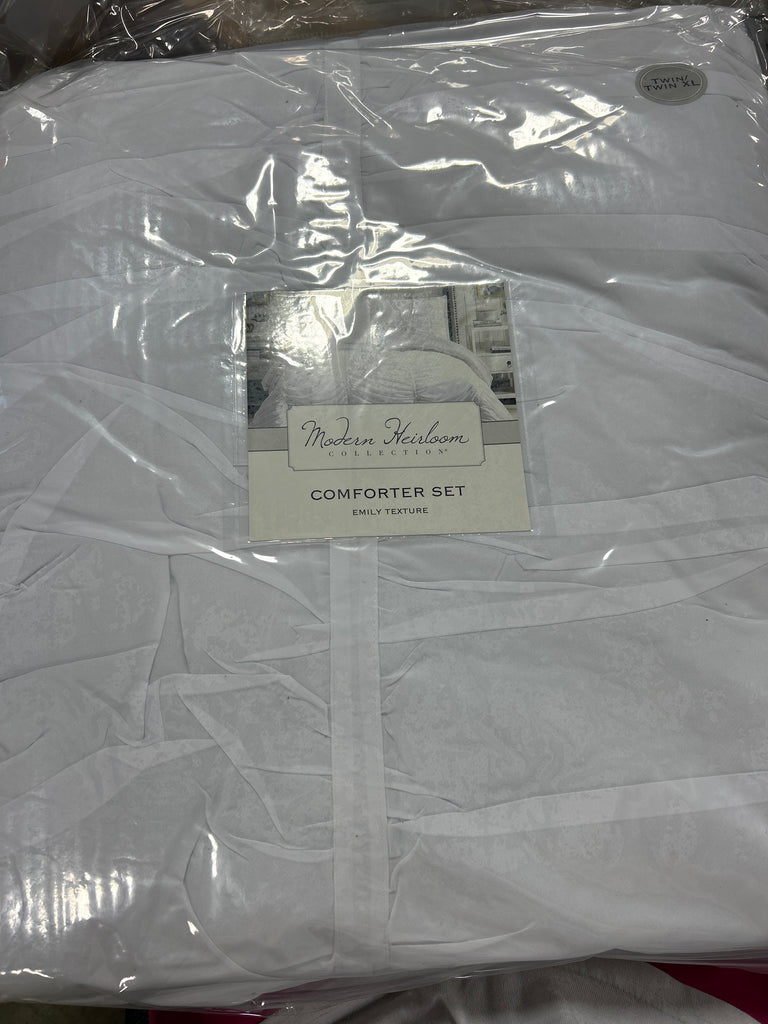 TWIN/
TWIN XL
Modern Heirloom
COLLECTION®
COMFORTER SET
EMILY TEXTURE